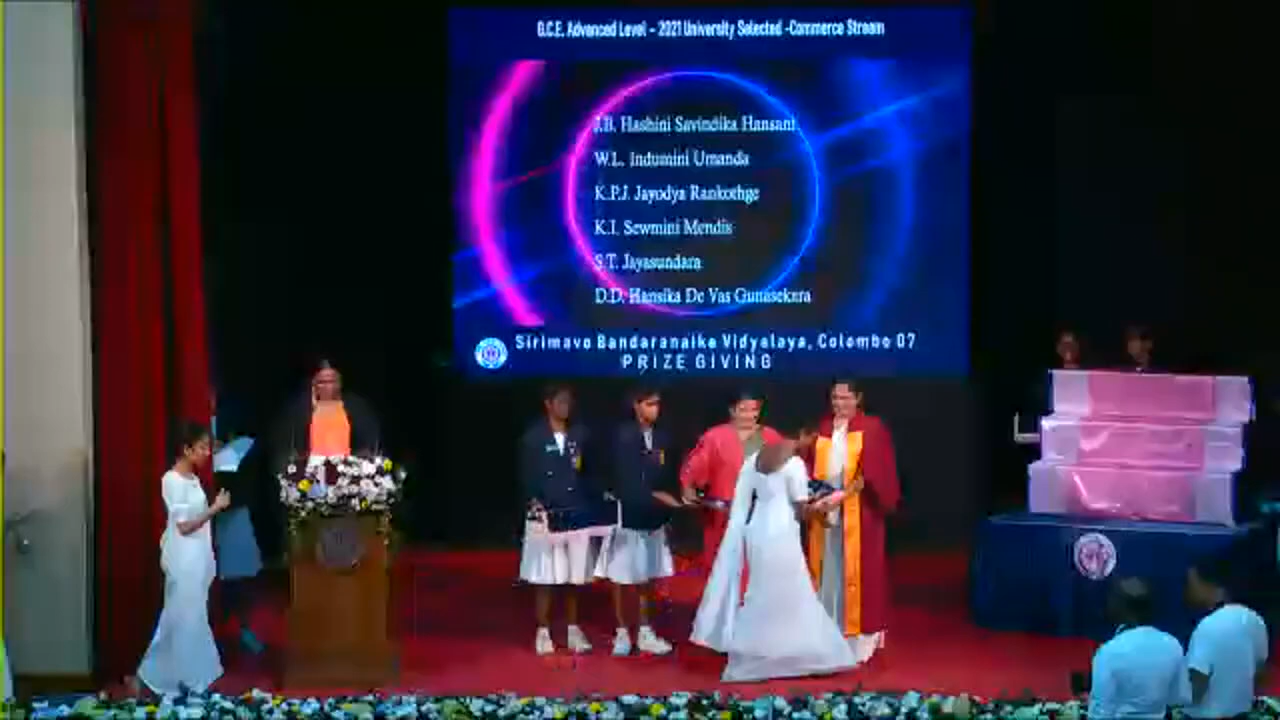 G.C.E. Advanced Level - 2021 University Selected -Commerce Stream
J.B. Hashini Savindika Hansani
W.L. Indumini Umanda
K.P.J. Jayodya Rankothge
K.I. Sewmini Mendis
S.T. Jayasundara
D.D. Hansika De Vas Gunasekara
Sirimavo Bandaranaike Vidyalaya, Colombo 07
PRIZE GIVING